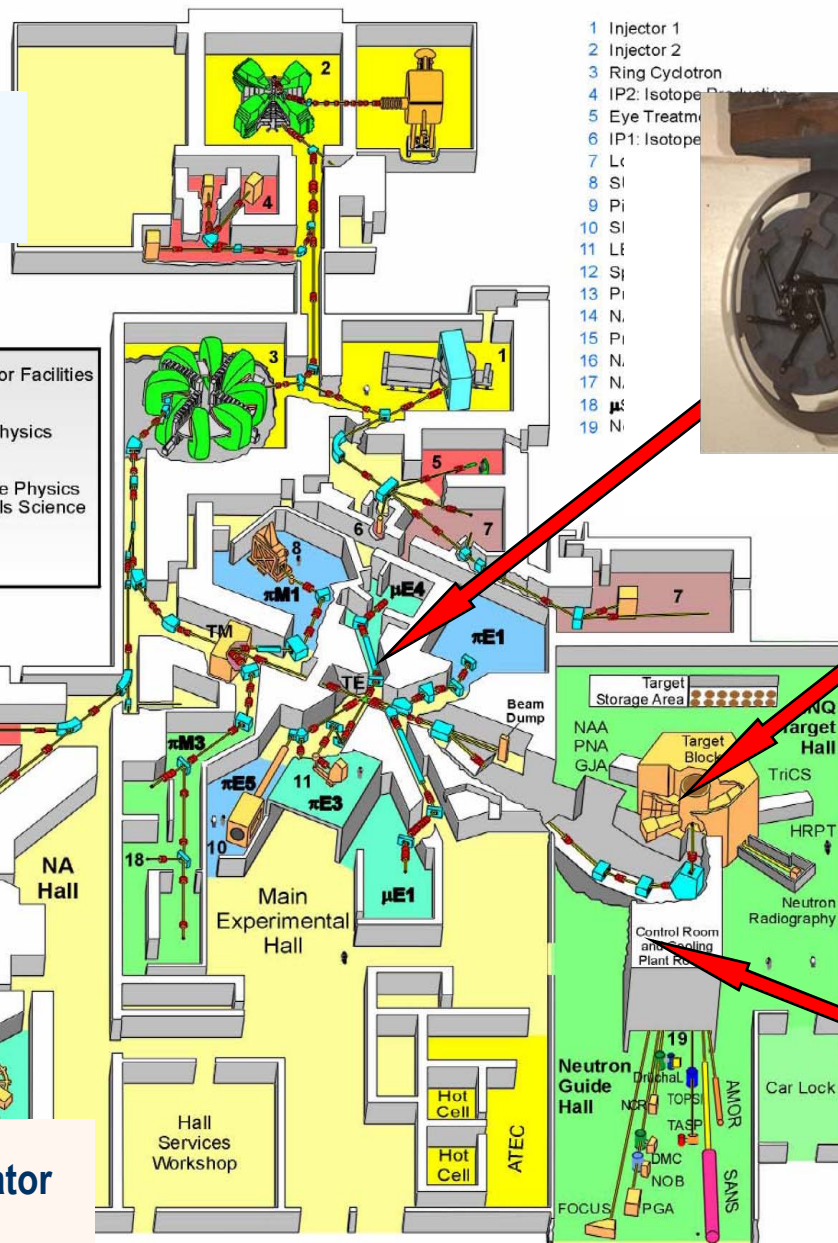 1 Injector 1
2 Injector 2
3 Ring Cyclotron
4 IP2: Isotope Production
5 Eye
6 IP1: Isotope
7
8
9
10
11
12
13
14
15
16
17
18
19
2
4
3
1
or Facilities
hysics
e Physics
ls Science
5
6
7
7
8
πM1
μE4
πE1
TM
TE
Beam
Dump
Target
Storage Area
NAA
PNA
GJA
Target
Block
NQ
Target
Hall
TriCS
HRPT
Neutron
Radiography
πM3
πE5
11
πE3
10
18
NA
Hall
Main
Experimental
Hall
μE1
Control Room
and Cooling
Plant
19
Neutron
Guide
Hall
DrüchaL
TOPSI
NCR
TASP
DMC
NOB
PGA
FOCUS
SANS
AMOR
Car Lock
Hall
Services
Workshop
Hot
Cell
Hot
Cell
ATEC
ator